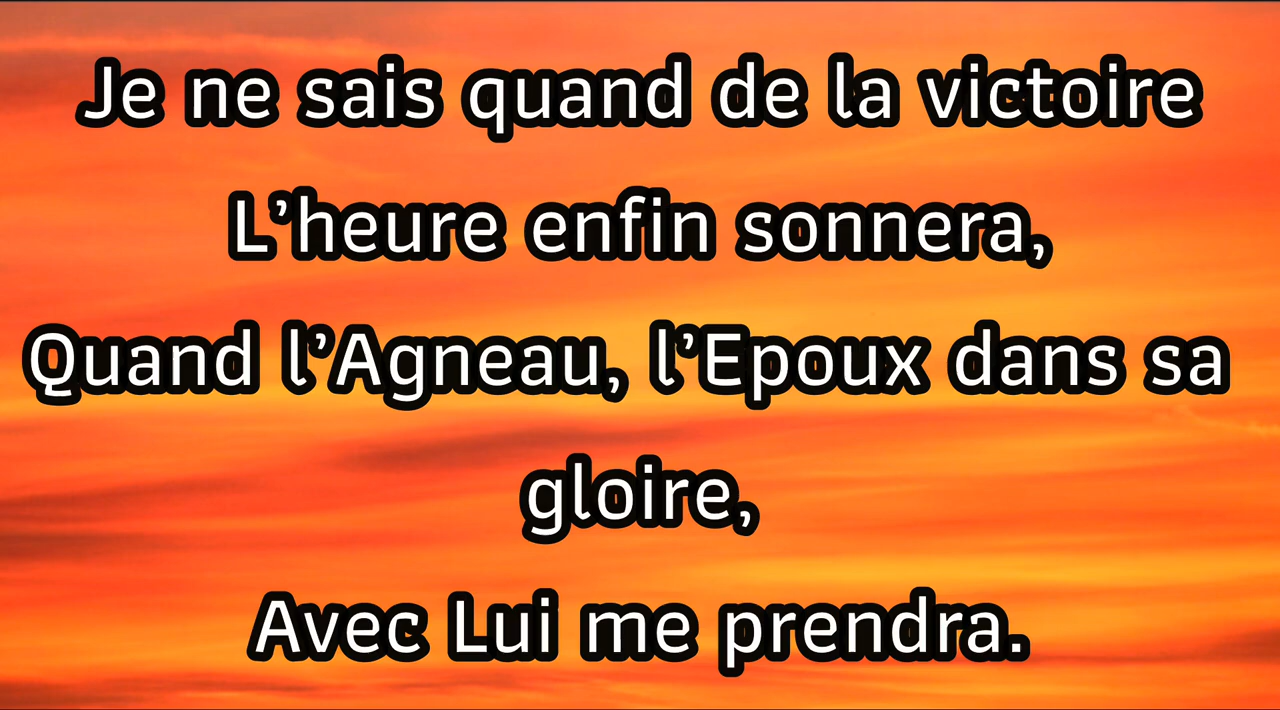 Je ne sais quand de la victoire
L’heure enfin sonnera,
Quand l’Agneau, l’Epoux dans sa
gloire,
Avec Lui me prendra.